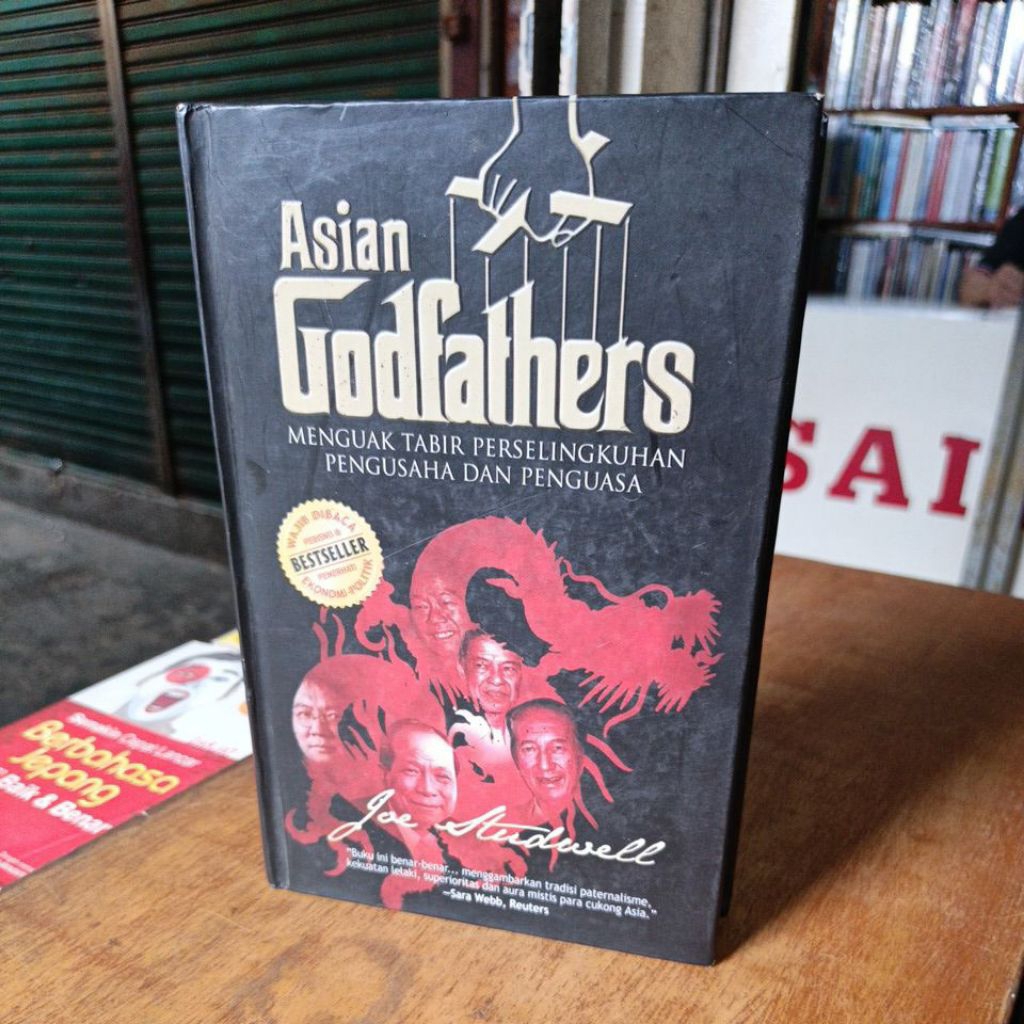 Asian
Godfathers
MENGUAK TABIR PERSELINGKUHAN
PENGUSAHA DAN PENGUASA
WAJIB DIBACA
BESTSELLER
PEMERHATI
EKONOMI-POLITIK
Joe Studwell
"Buku ini benar-benar... menggambarkan tradisi paternalisme,
kekuatan lelaki, superioritas dan aura mistis para cukong Asia."
—Sara Webb, Reuters
SAI
Berbahasa
Jepang
Baik & Benar